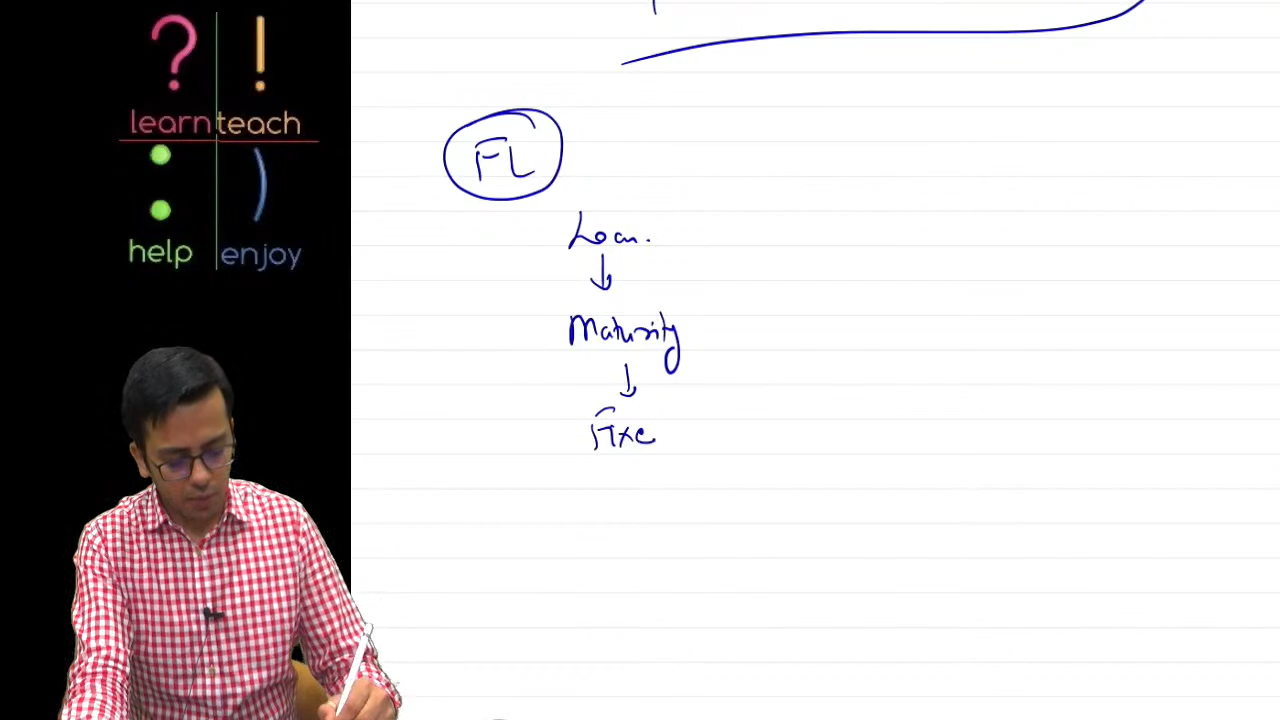 ? !
learn teach
: )
help enjoy
FL
Loan.
↓
Maturity
↓
Fixe